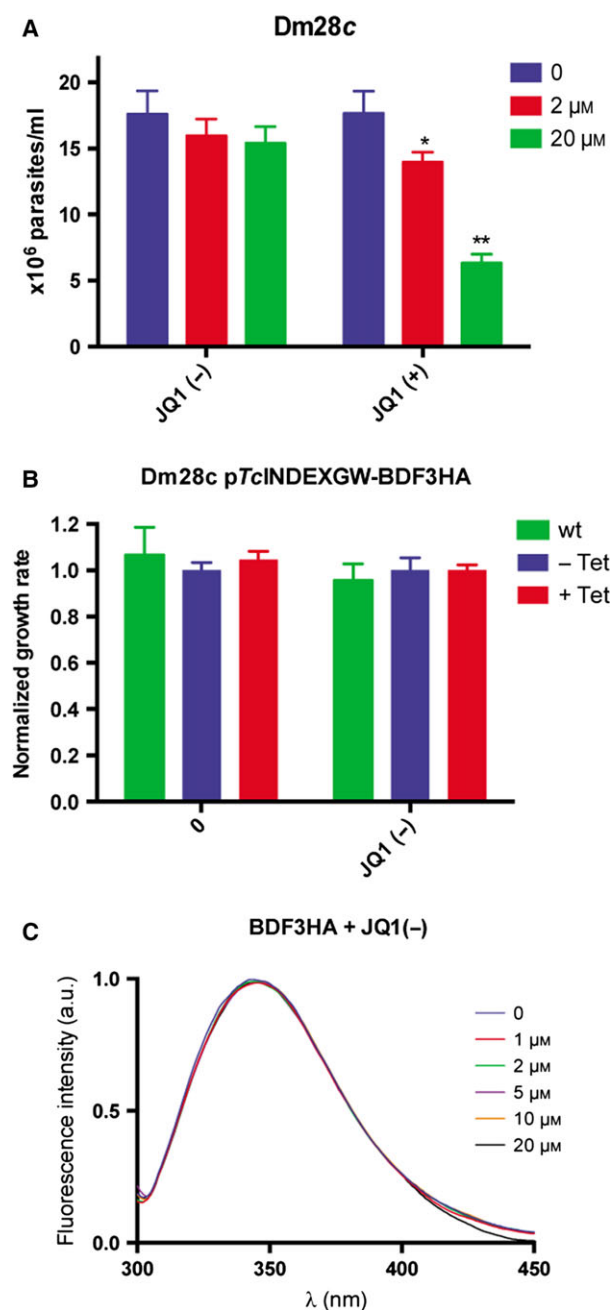 A
Dm28c
20
15
10
5
0
x10⁶ parasites/ml
0
2 μM
20 μM
*
**
JQ1 (–)
JQ1 (+)
B
Dm28c pTcINDEXGW-BDF3HA
1.2
1.0
0.8
0.6
0.4
0.2
0.0
Normalized growth rate
wt
– Tet
+ Tet
0
JQ1 (–)
C
BDF3HA + JQ1(–)
1.0
0.5
0.0
Fluorescence intensity (a.u.)
0
1 μM
2 μM
5 μM
10 μM
20 μM
300
350
400
450
λ (nm)